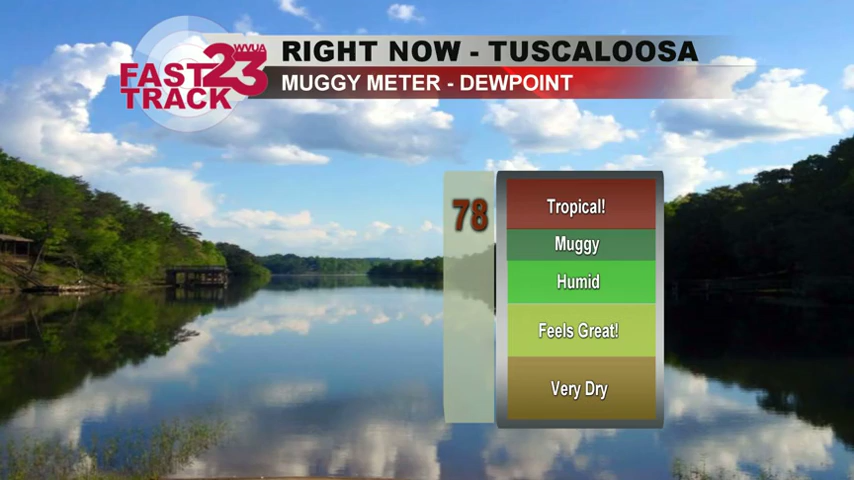 WVUA
23
FAST
TRACK
RIGHT NOW - TUSCALOOSA
MUGGY METER - DEWPOINT
78
Tropical!
Muggy
Humid
Feels Great!
Very Dry